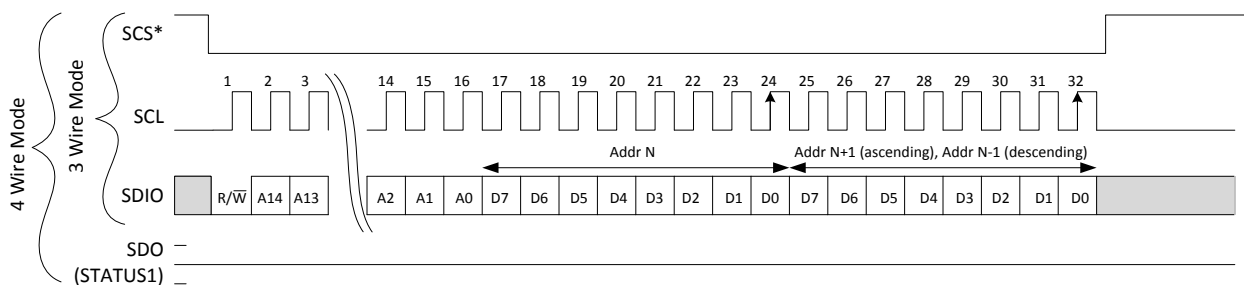 4 Wire Mode
3 Wire Mode
SCS*
1 2 3 14 15 16 17 18 19 20 21 22 23 24 25 26 27 28 29 30 31 32
SCL
Addr N Addr N+1 (ascending), Addr N-1 (descending)
SDIO R/W̅ A14 A13 A2 A1 A0 D7 D6 D5 D4 D3 D2 D1 D0 D7 D6 D5 D4 D3 D2 D1 D0
SDO
(STATUS1)